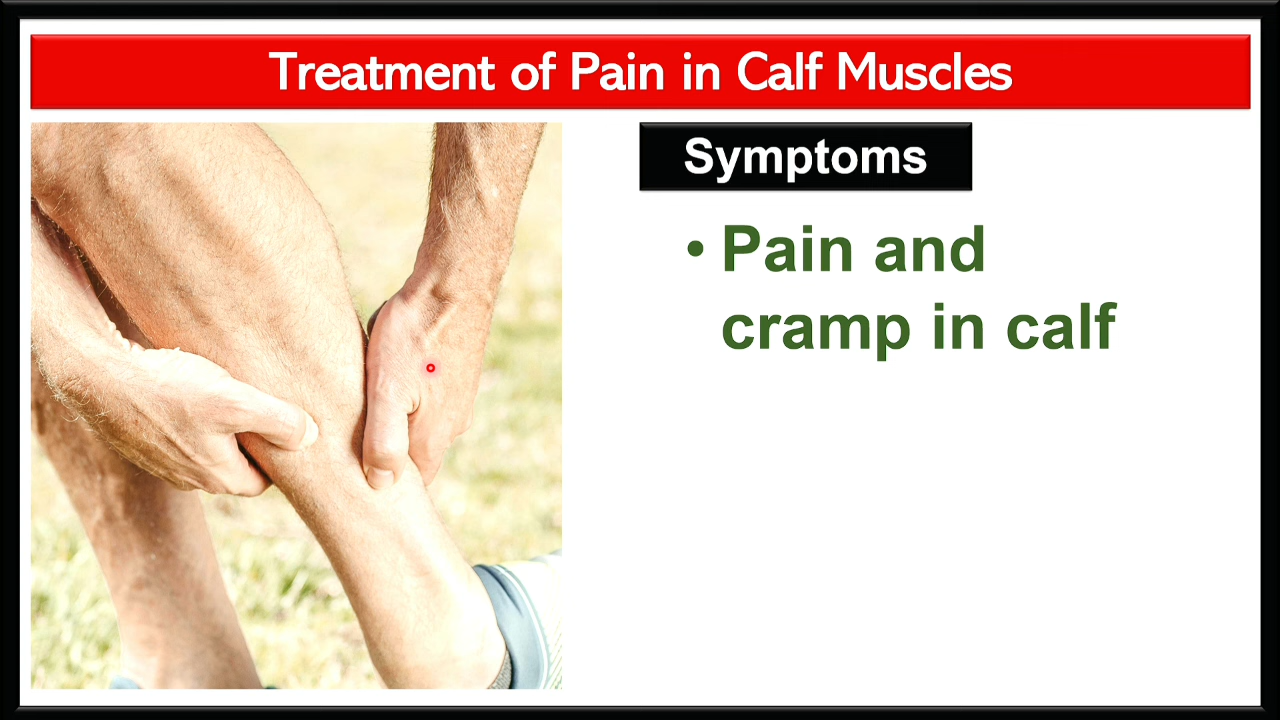 Treatment of Pain in Calf Muscles
Symptoms
• Pain and
cramp in calf